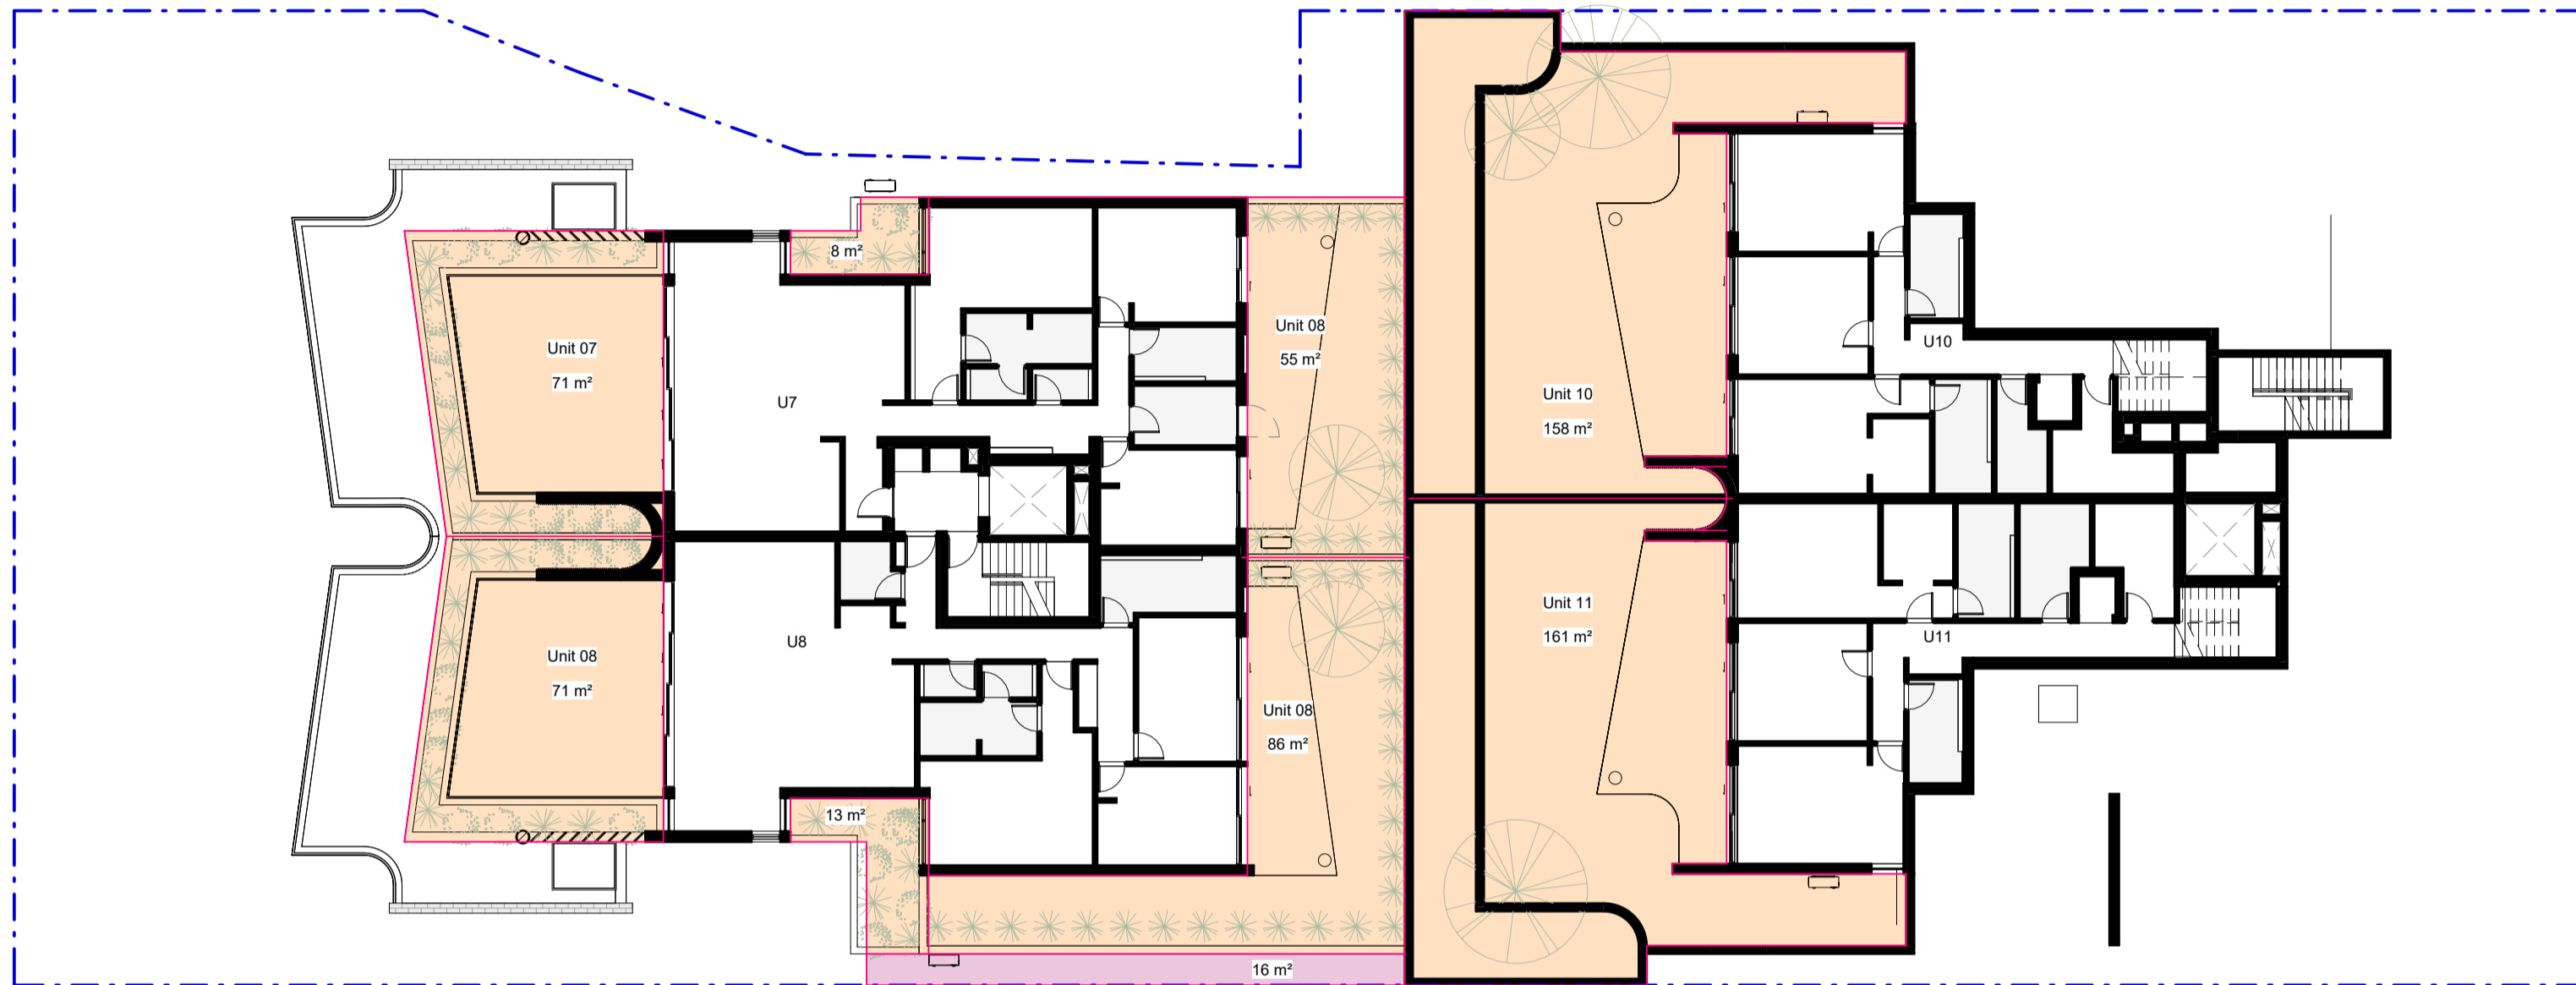 8 m²
Unit 07
71 m²
U7
Unit 08
55 m²
Unit 10
158 m²
U10
Unit 08
71 m²
U8
13 m²
Unit 08
86 m²
Unit 11
161 m²
U11
16 m²